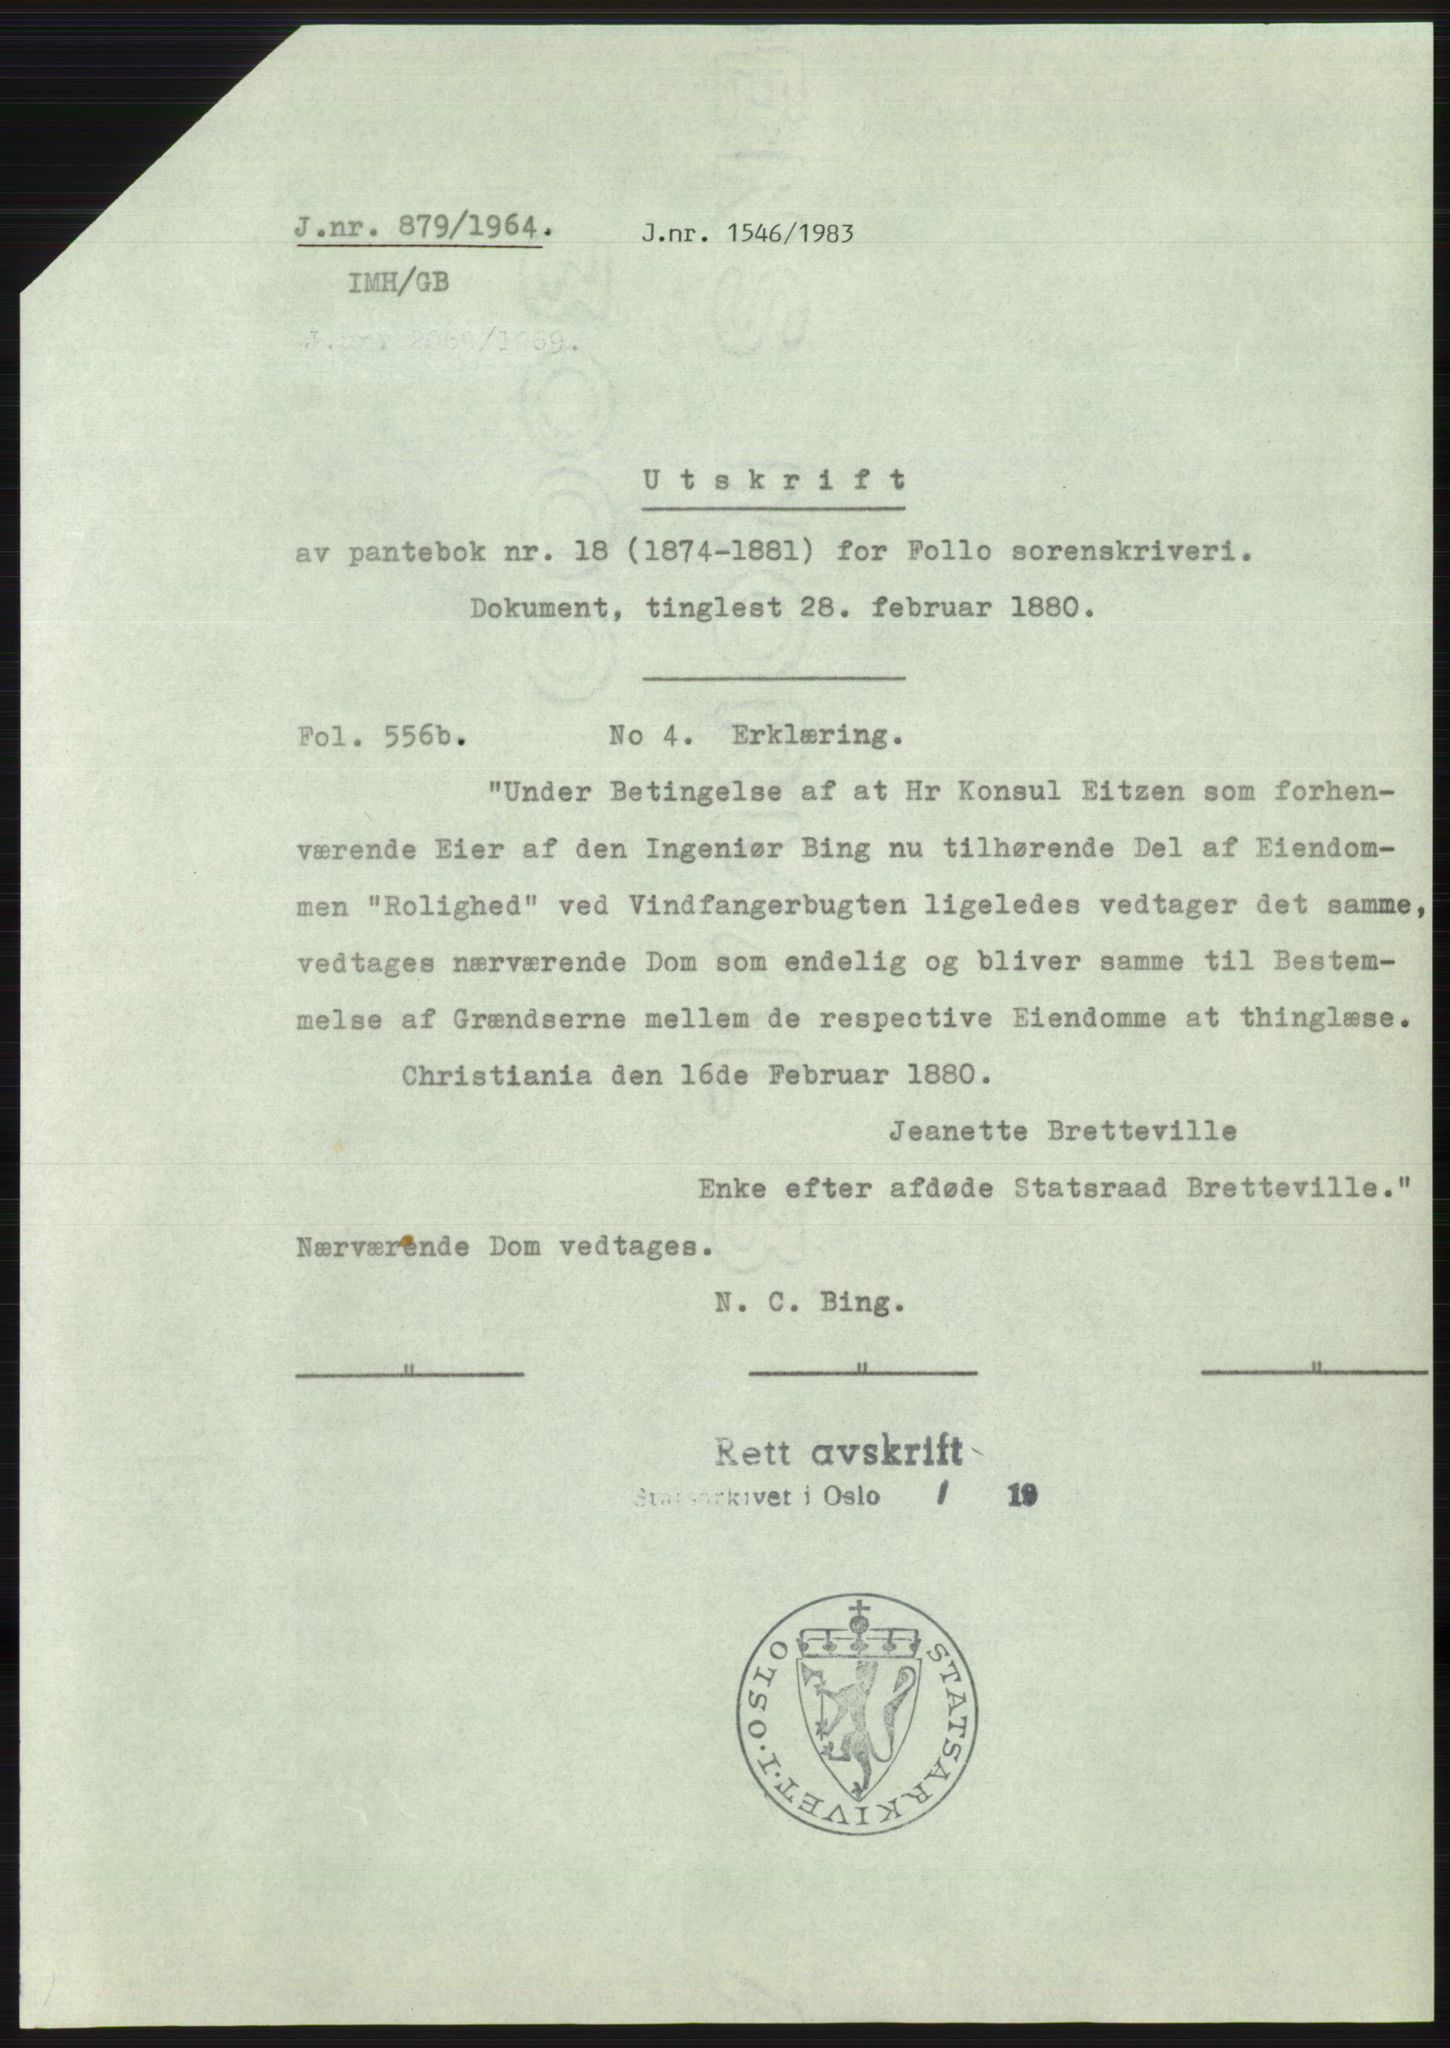 J.nr. 879/1964. J.nr. 1546/1983
IMH/GB
J.nr.
Utskrift
av pantebok nr. 18 (1874-1881) for Follo sorenskriveri.
Dokument, tinglest 28. februar 1880.
Fol. 556b. No 4. Erklæring.
"Under Betingelse af at Hr Konsul Eitzen som forhen-
værende Eier af den Ingeniør Bing nu tilhørende Del af Eiendom-
men "Rolighed" ved Vindfangerbugten ligeledes vedtager det samme,
vedtages nærværende Dom som endelig og bliver samme til Bestem-
melse af Grændserne mellem de respective Eiendomme at thinglæse.
Christiania den 16de Februar 1880.
Jeanette Bretteville
Enke efter afdøde Statsraad Bretteville."
Nærværende Dom vedtages.
N. C. Bing.
" " "
Rett avskrift
Statsarkivet i Oslo / 19
STATSARKIVET·I·OSLO